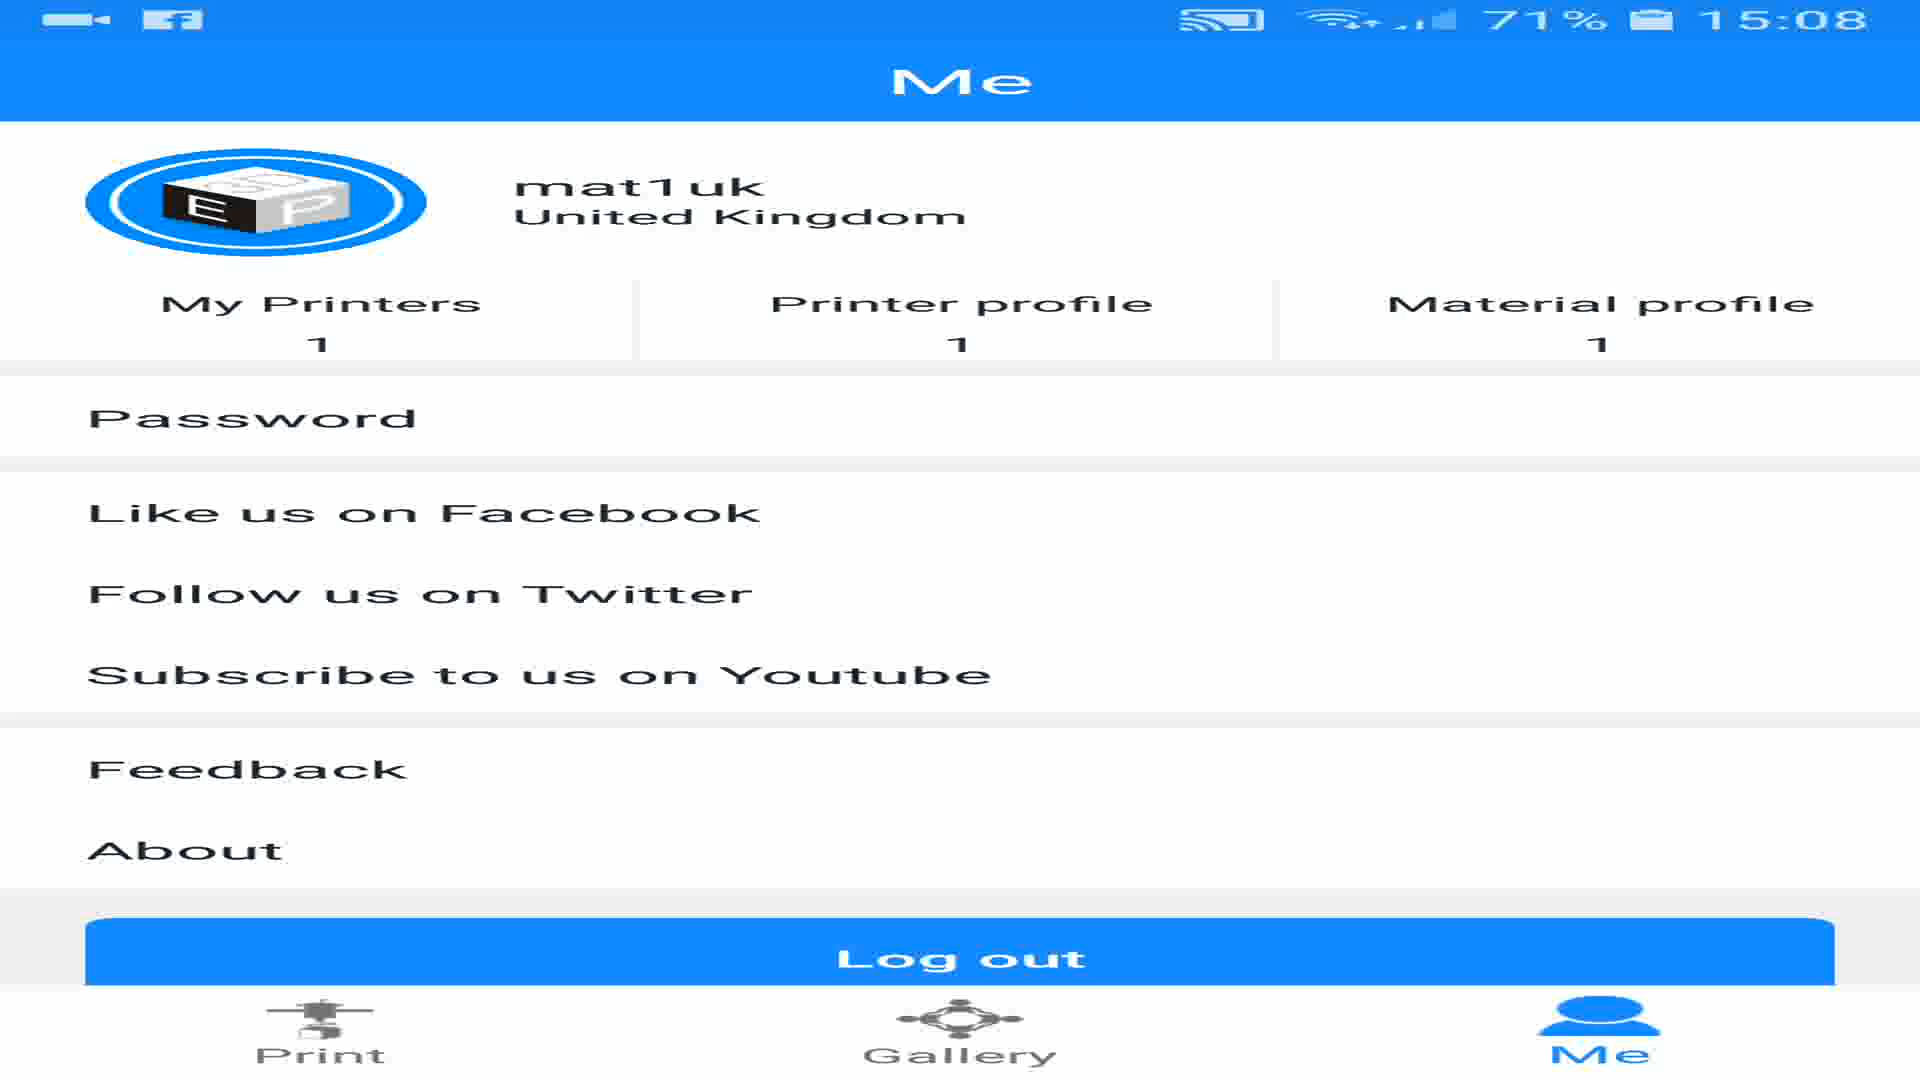 71% 15:08
Me
3D
E P
mat1uk
United Kingdom
My Printers Printer profile Material profile
1 1 1
Password
Like us on Facebook
Follow us on Twitter
Subscribe to us on Youtube
Feedback
About
Log out
Print Gallery Me